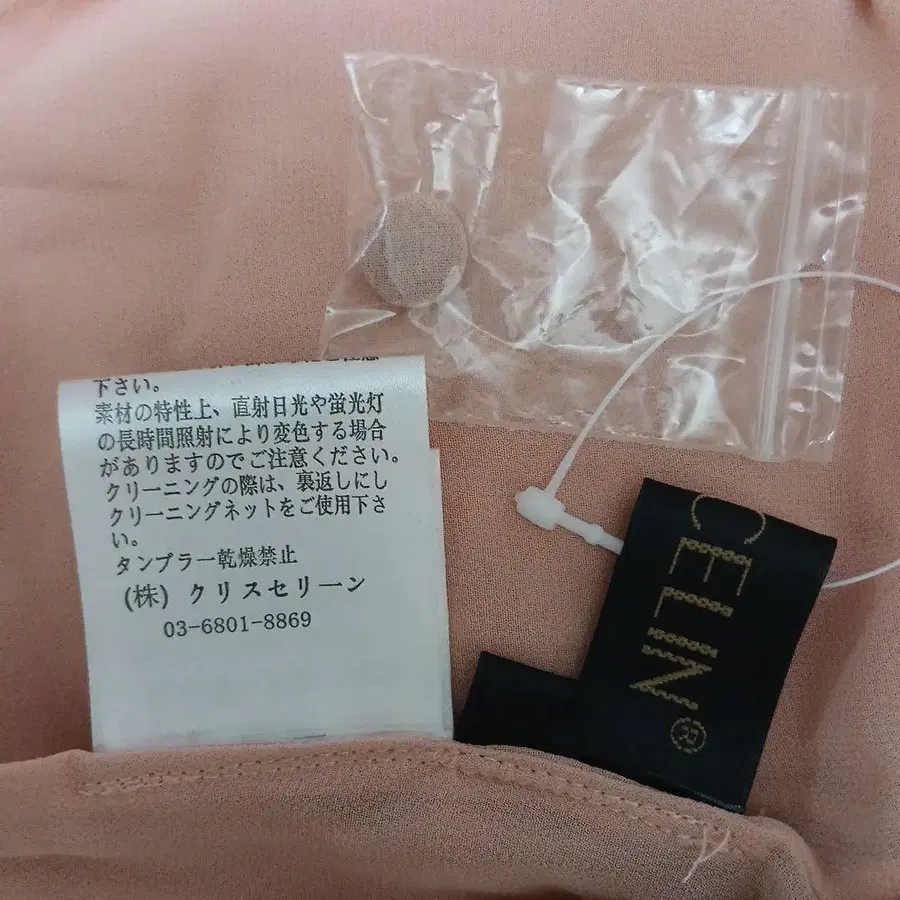 下さい。
素材の特性上、直射日光や蛍光灯
の長時間照射により変色する場合
がありますのでご注意ください。
クリーニングの際は、裏返しにし
クリーニングネットをご使用下さ
い。
タンブラー乾燥禁止
(株) クリスセリーン
03-6801-8869
CELIN®